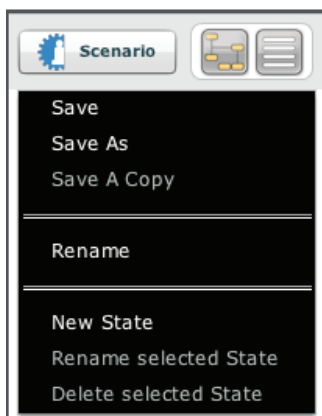 Scenario
Save
Save As
Save A Copy
Rename
New State
Rename selected State
Delete selected State